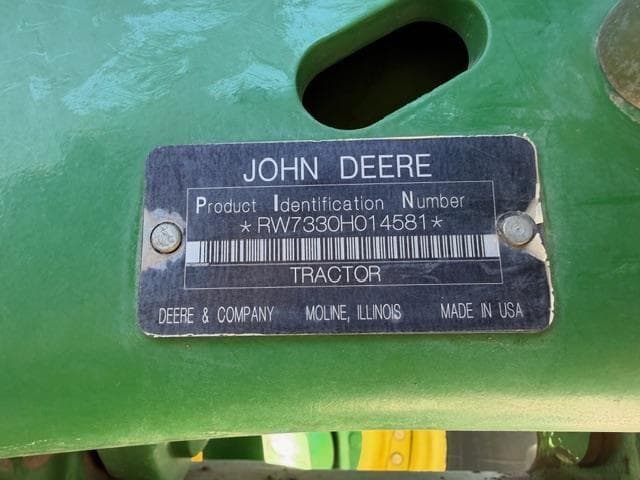 JOHN DEERE
Product Identification Number
*RW7330H014581*
TRACTOR
DEERE & COMPANY MOLINE, ILLINOIS MADE IN USA